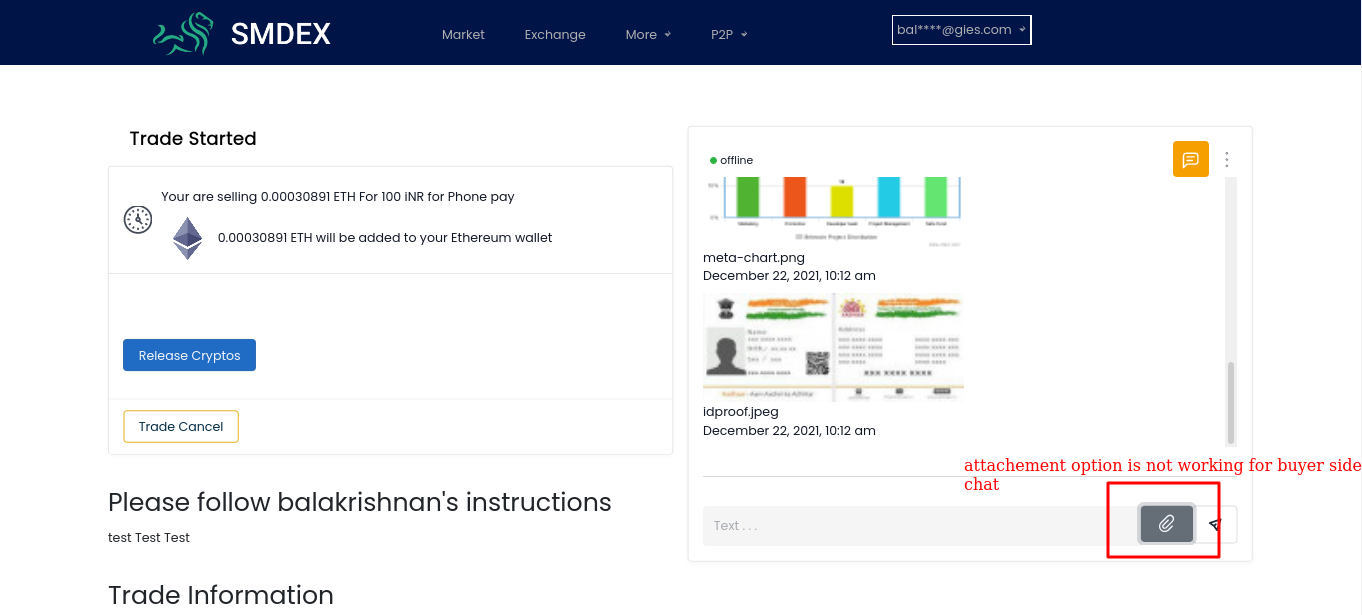 SMDEX
Market
Exchange
More
P2P
bal****@gies.com
Trade Started
Your are selling 0.00030891 ETH For 100 iNR for Phone pay
0.00030891 ETH will be added to your Ethereum wallet
Release Cryptos
Trade Cancel
Please follow balakrishnan's instructions
test Test Test
Trade Information
offline
meta-chart.png
December 22, 2021, 10:12 am
Name
Address
idproof.jpeg
December 22, 2021, 10:12 am
attachement option is not working for buyer side
chat
Text . . .